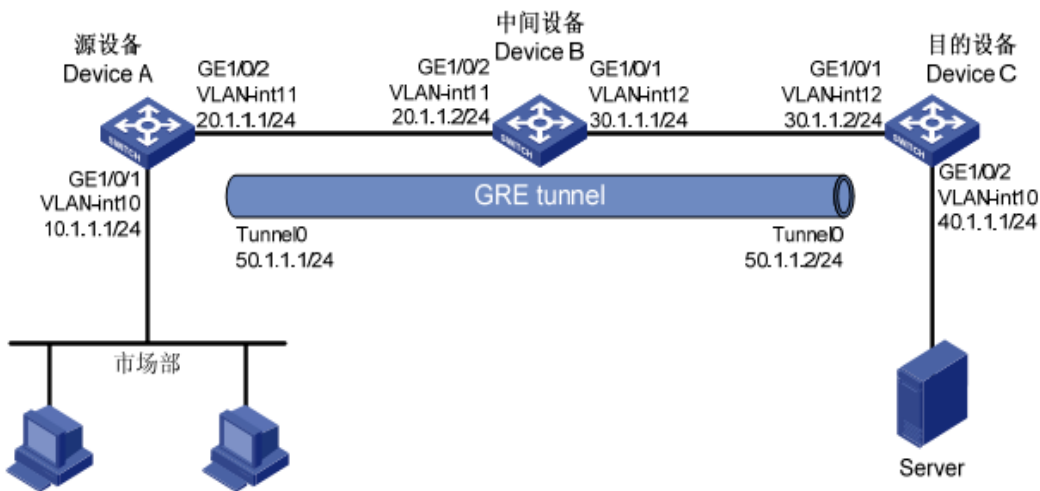 源设备
Device A
GE1/0/2
VLAN-int11
20.1.1.1/24
GE1/0/2
VLAN-int11
20.1.1.2/24
中间设备
Device B
GE1/0/1
VLAN-int12
30.1.1.1/24
GE1/0/1
VLAN-int12
30.1.1.2/24
目的设备
Device C
SWITCH
SWITCH
SWITCH
GE1/0/1
VLAN-int10
10.1.1.1/24
GRE tunnel
Tunnel0
50.1.1.1/24
Tunnel0
50.1.1.2/24
GE1/0/2
VLAN-int10
40.1.1.1/24
市场部
Server